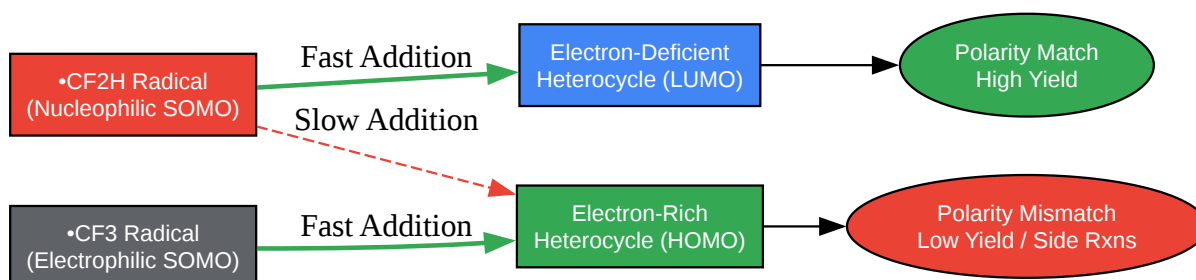 •CF2H Radical
(Nucleophilic SOMO)
Fast Addition
Electron-Deficient
Heterocycle (LUMO)
Polarity Match
High Yield
Slow Addition
•CF3 Radical
(Electrophilic SOMO)
Fast Addition
Electron-Rich
Heterocycle (HOMO)
Polarity Mismatch
Low Yield / Side Rxns